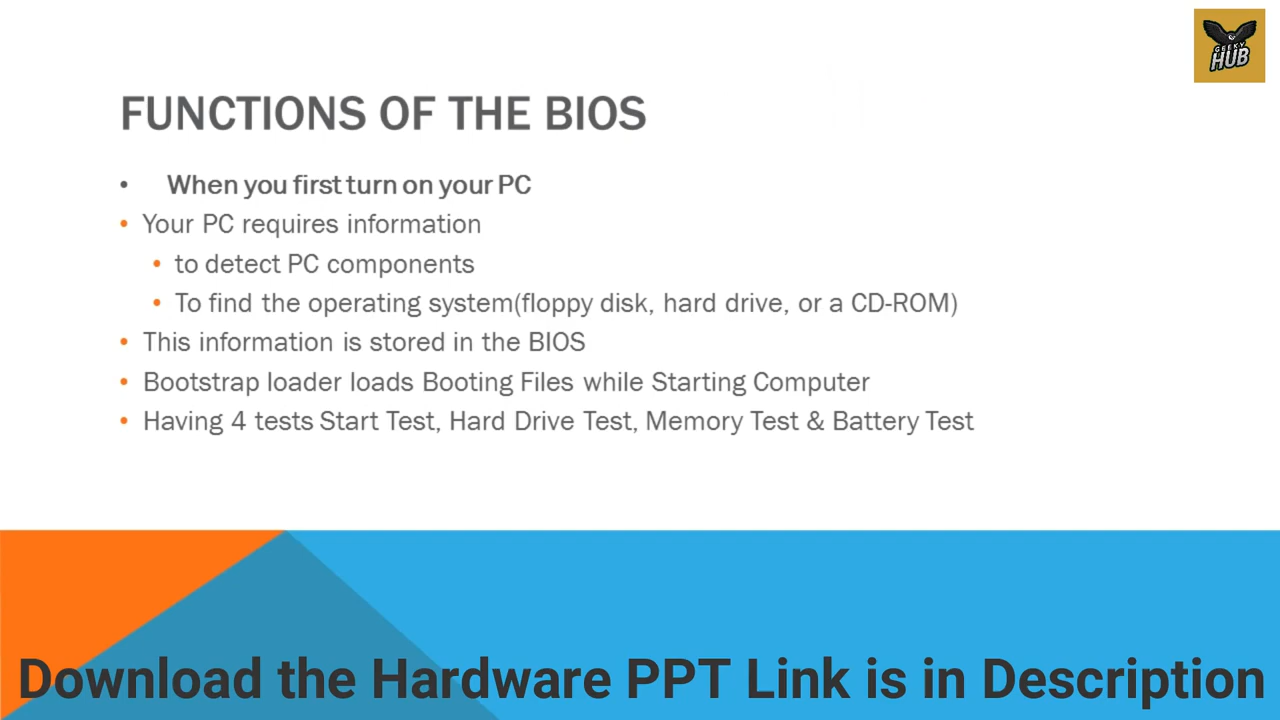 GEEKY
HUB
FUNCTIONS OF THE BIOS
• When you first turn on your PC
• Your PC requires information
• to detect PC components
• To find the operating system(floppy disk, hard drive, or a CD-ROM)
• This information is stored in the BIOS
• Bootstrap loader loads Booting Files while Starting Computer
• Having 4 tests Start Test, Hard Drive Test, Memory Test & Battery Test
Download the Hardware PPT Link is in Description